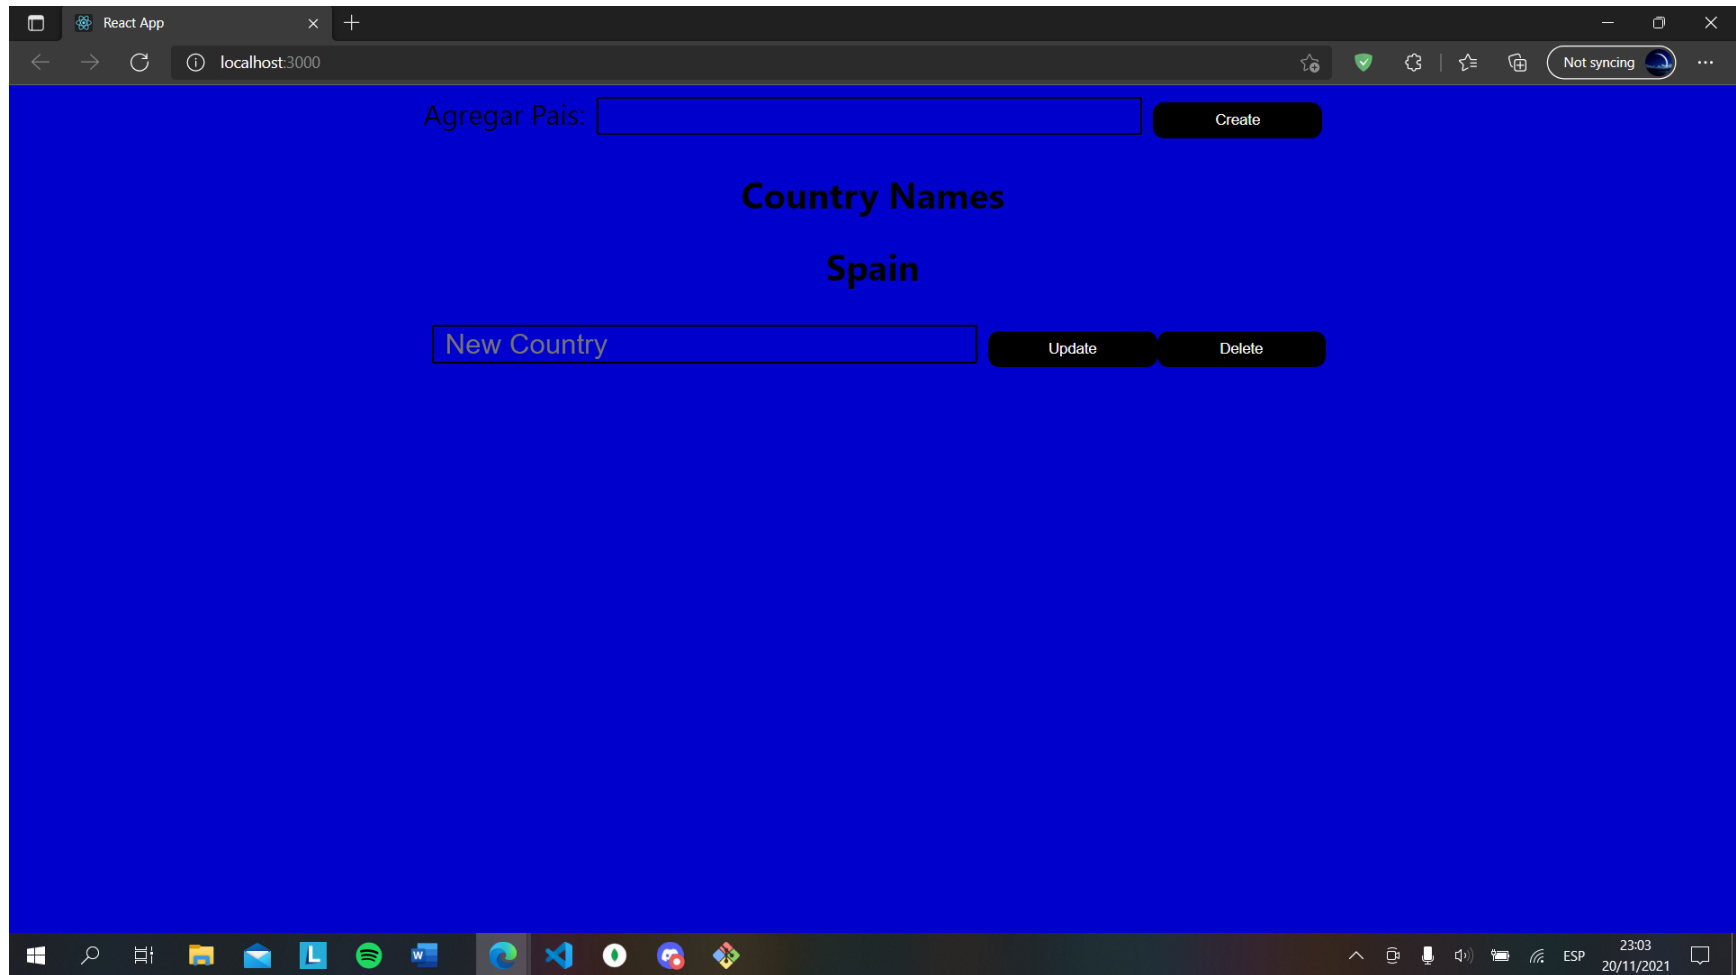 React App
localhost:3000
Not syncing
Agregar Pais:
Create
Country Names
Spain
New Country
Update
Delete
L
W
ESP
23:03
20/11/2021